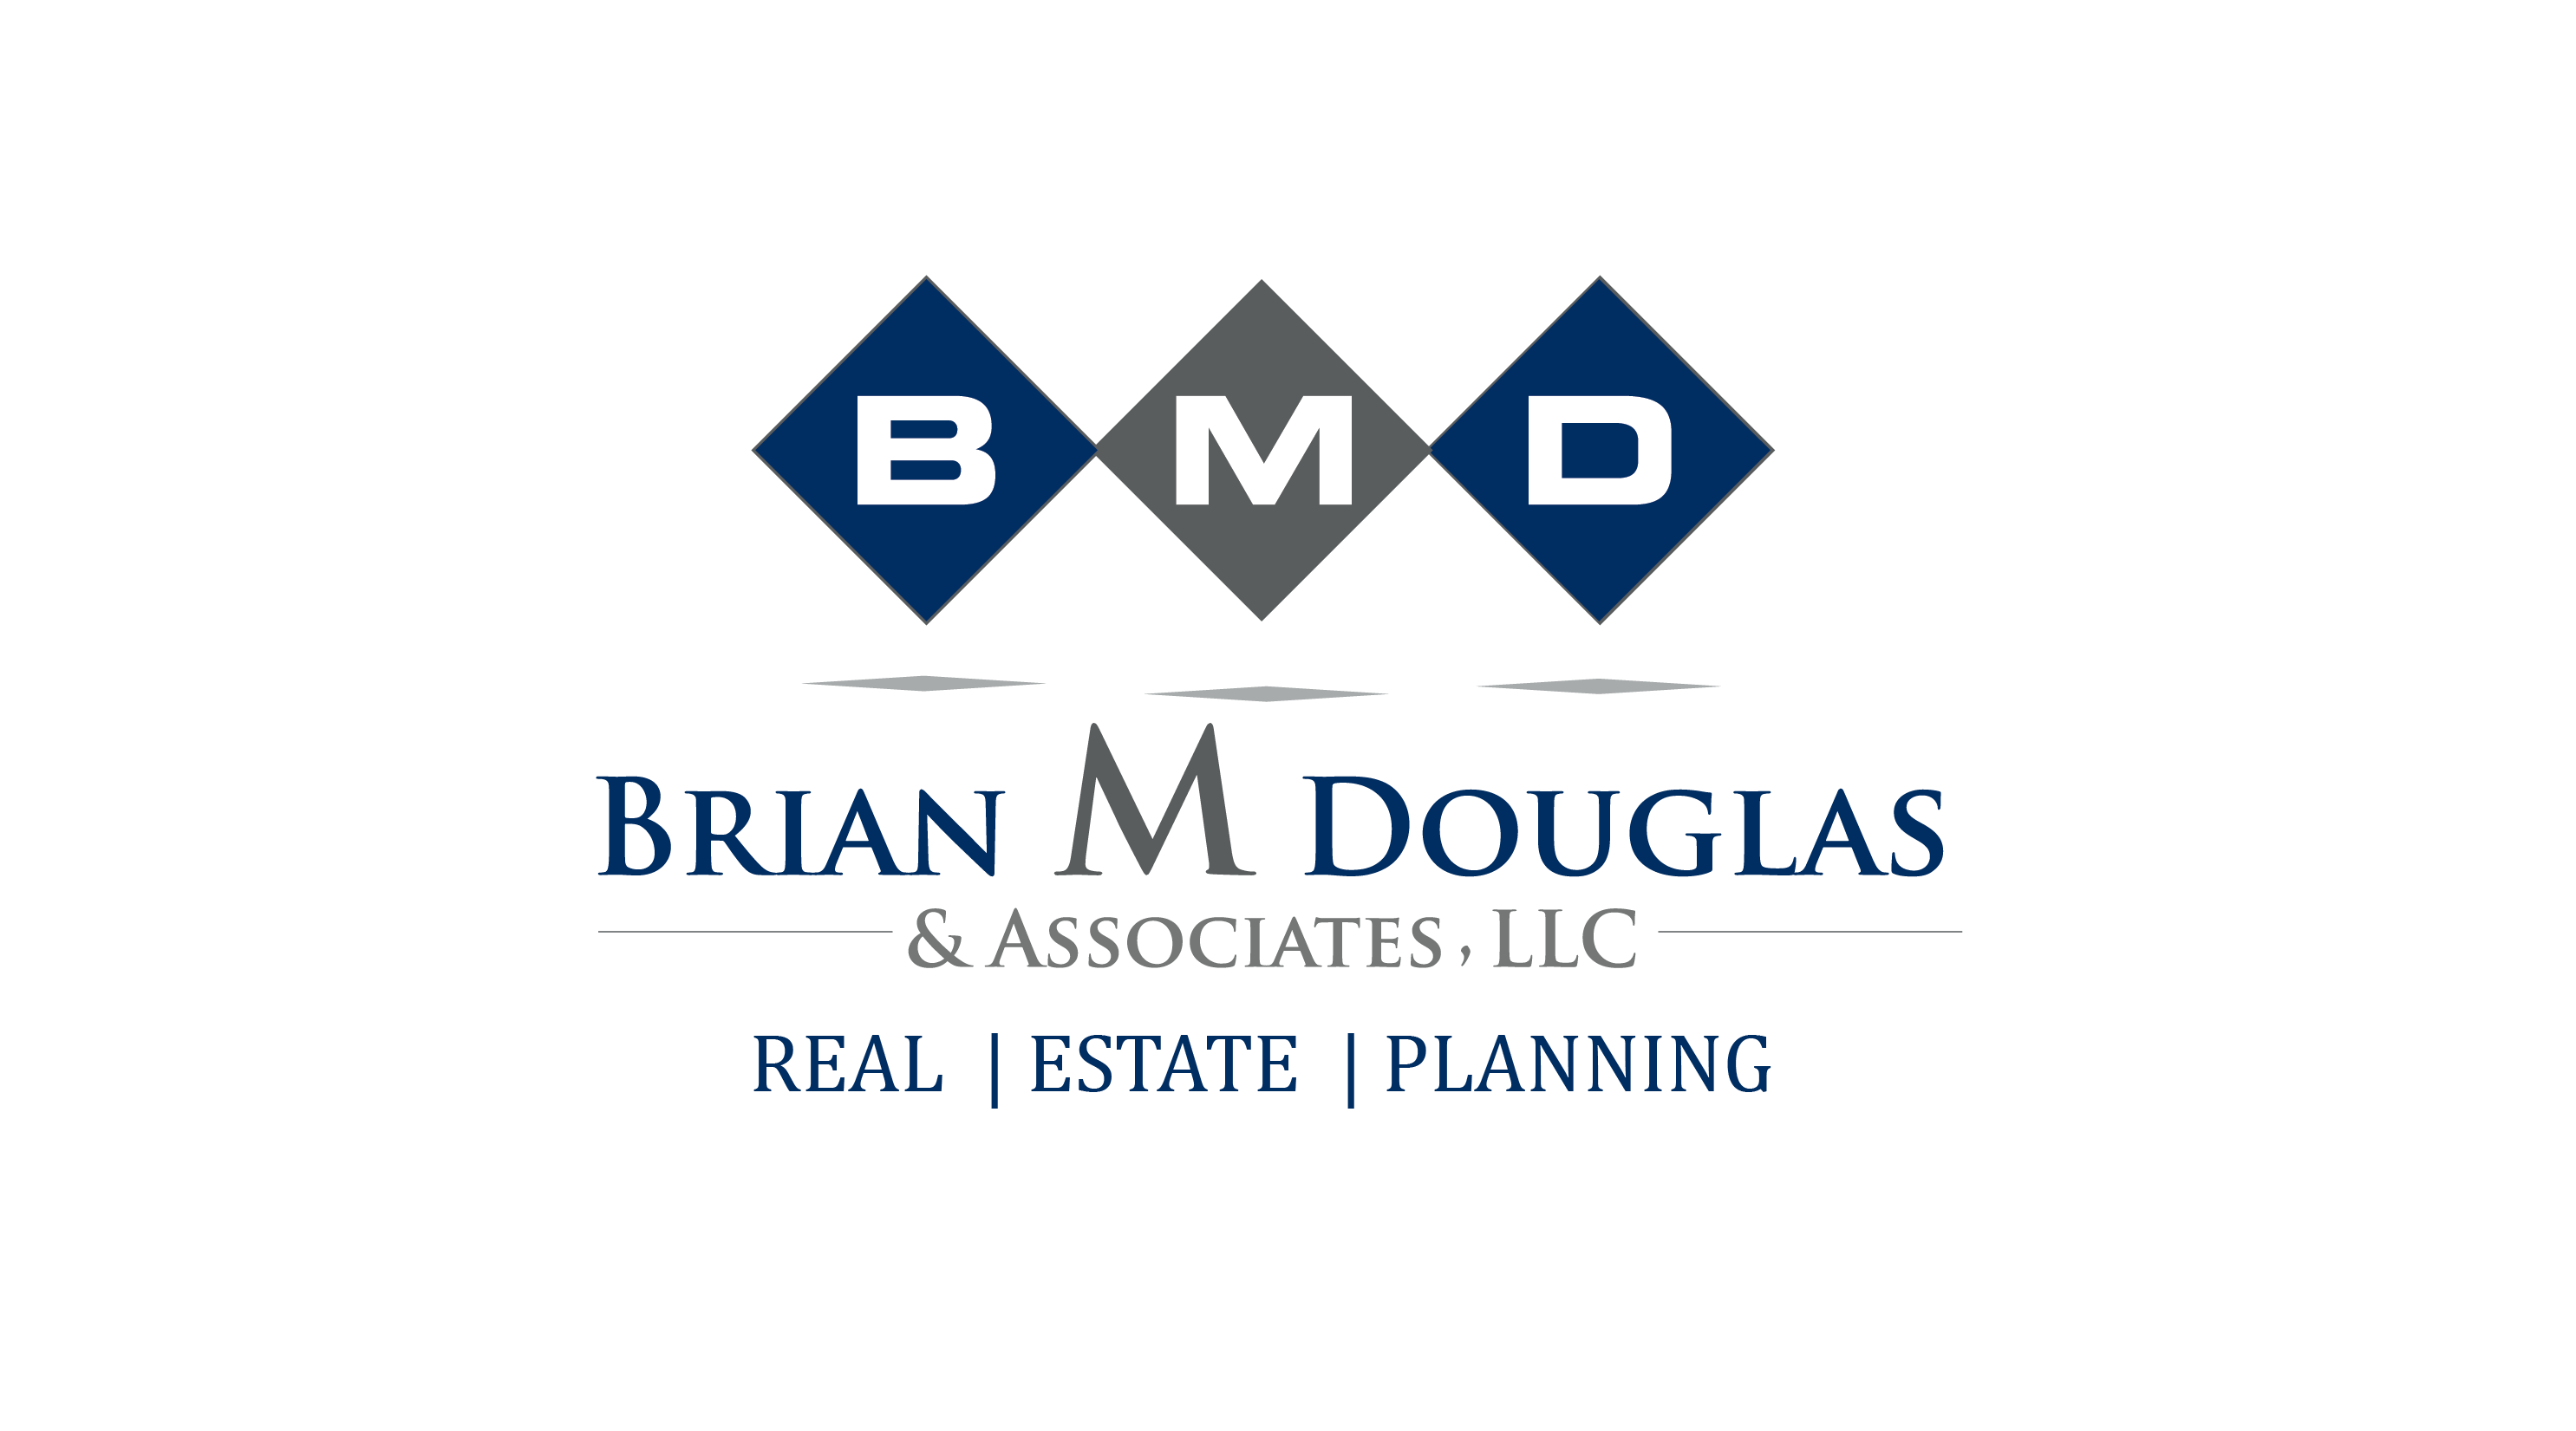 BMD
BRIAN M DOUGLAS
& ASSOCIATES, LLC
REAL | ESTATE | PLANNING